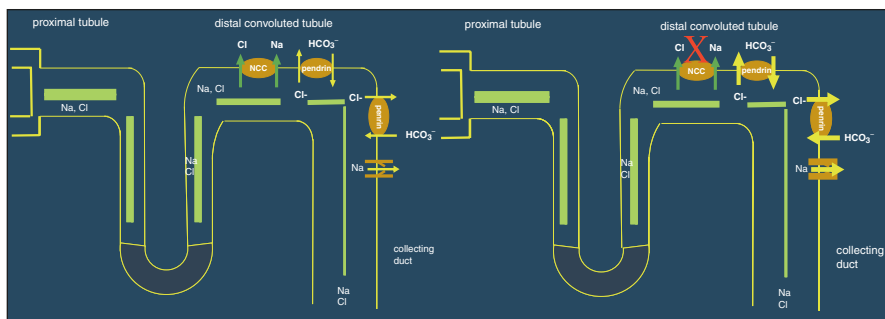 proximal tubule
distal convoluted tubule
Cl
Na
HCO₃⁻
NCC
pendrin
Na, Cl
Na, Cl
Cl-
Cl-
pendrin
HCO₃⁻
Na
Cl
Na
collecting
duct
Na
Cl
proximal tubule
distal convoluted tubule
Cl
X
Na
HCO₃⁻
NCC
pendrin
Na, Cl
Na, Cl
Cl-
Cl-
pendrin
HCO₃⁻
Na
Cl
Na
collecting
duct
Na
Cl